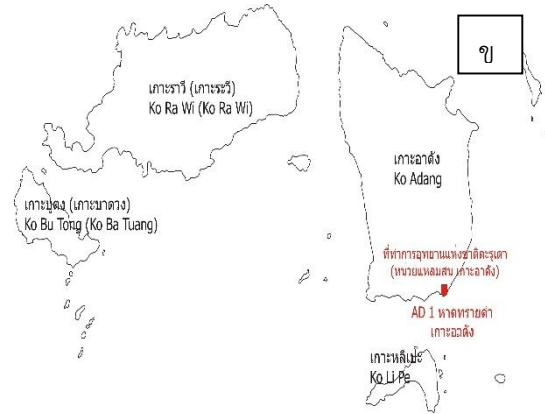 ข
เกาะราวี (เกาะระวี)
Ko Ra Wi (Ko Ra Wi)
เกาะอาดัง
Ko Adang
เกาะบูตง (เกาะบาตวง)
Ko Bu Tong (Ko Ba Tuang)
ที่ทำการอุทยานแห่งชาติตะรุเตา
(หน่วยแหลมสน เกาะอาดัง)
AD 1 หาดทรายดำ
เกาะอาดัง
เกาะหลีเป๊ะ
Ko Li Pe